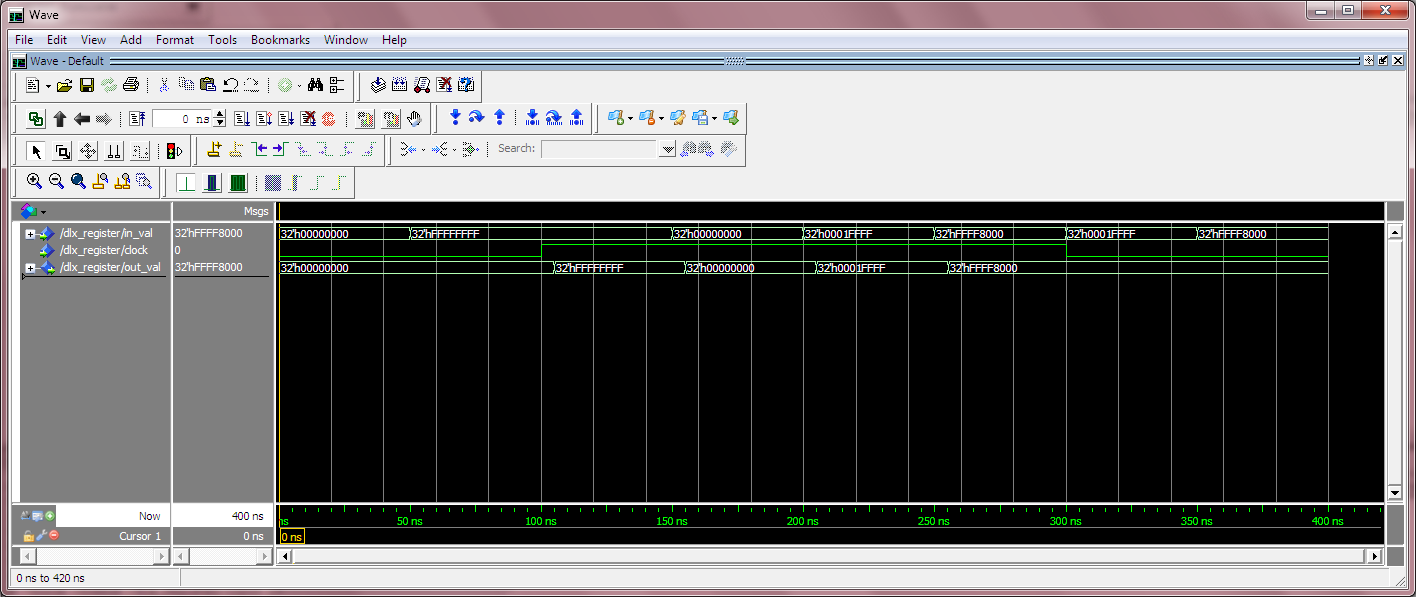 Wave
File Edit View Add Format Tools Bookmarks Window Help
Wave - Default
0 ns
Search:
Msgs
/dlx_register/in_val 32'hFFFF8000 32'h00000000 32'hFFFFFFFF 32'h00000000 32'h0001FFFF 32'hFFFF8000 32'h0001FFFF 32'hFFFF8000
/dlx_register/clock 0
/dlx_register/out_val 32'hFFFF8000 32'h00000000 32'hFFFFFFFF 32'h00000000 32'h0001FFFF 32'hFFFF8000
Now 400 ns ns 50 ns 100 ns 150 ns 200 ns 250 ns 300 ns 350 ns 400 ns
Cursor 1 0 ns 0 ns
0 ns to 420 ns